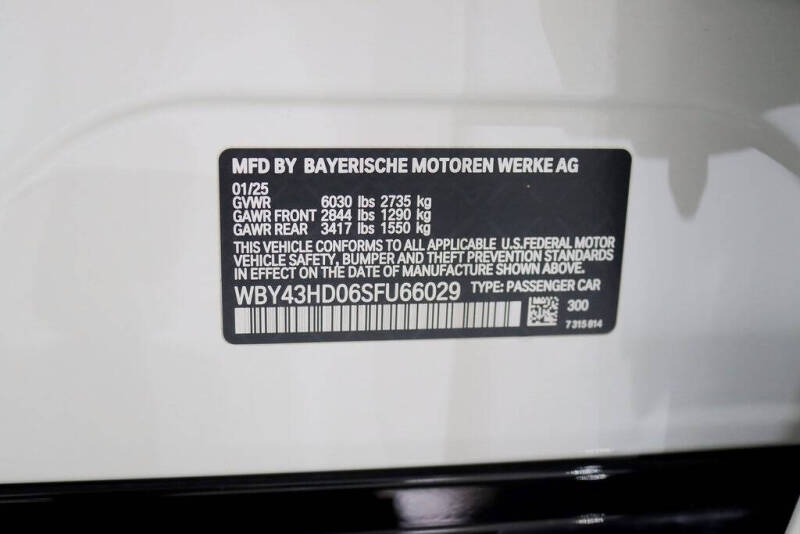 MFD BY BAYERISCHE MOTOREN WERKE AG
01/25
GVWR 6030 lbs 2735 kg
GAWR FRONT 2844 lbs 1290 kg
GAWR REAR 3417 lbs 1550 kg
THIS VEHICLE CONFORMS TO ALL APPLICABLE U.S.FEDERAL MOTOR
VEHICLE SAFETY, BUMPER AND THEFT PREVENTION STANDARDS
IN EFFECT ON THE DATE OF MANUFACTURE SHOWN ABOVE.
WBY43HD06SFU66029 TYPE: PASSENGER CAR
300
7 315 814